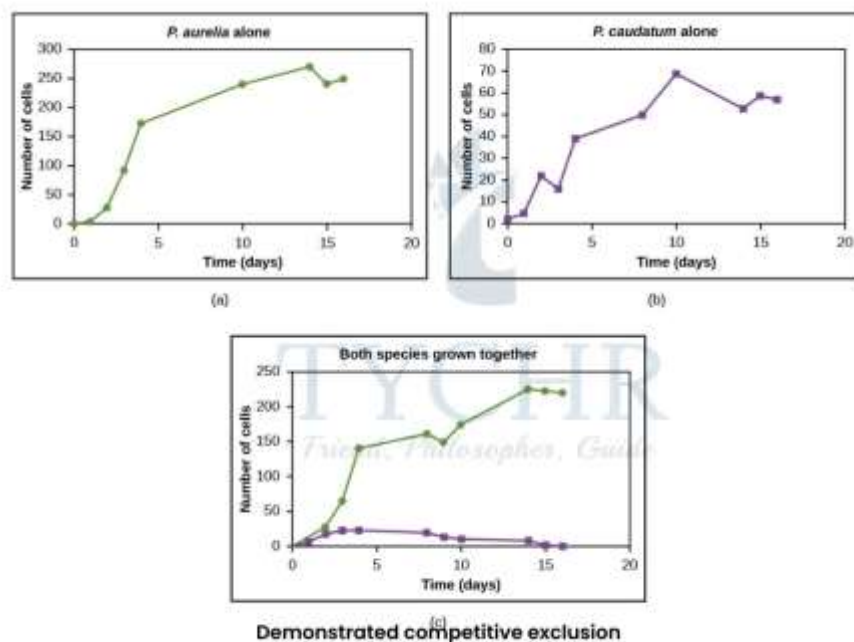 P. aurelia alone
Number of cells
300
250
200
150
100
50
0
0 5 10 15 20
Time (days)
(a)
P. caudatum alone
Number of cells
80
70
60
50
40
30
20
10
0
0 5 10 15 20
Time (days)
(b)
TYCHR
Friend, Philosopher, Guide
Both species grown together
Number of cells
250
200
150
100
50
0
0 5 10 15 20
Time (days)
(c)
Demonstrated competitive exclusion